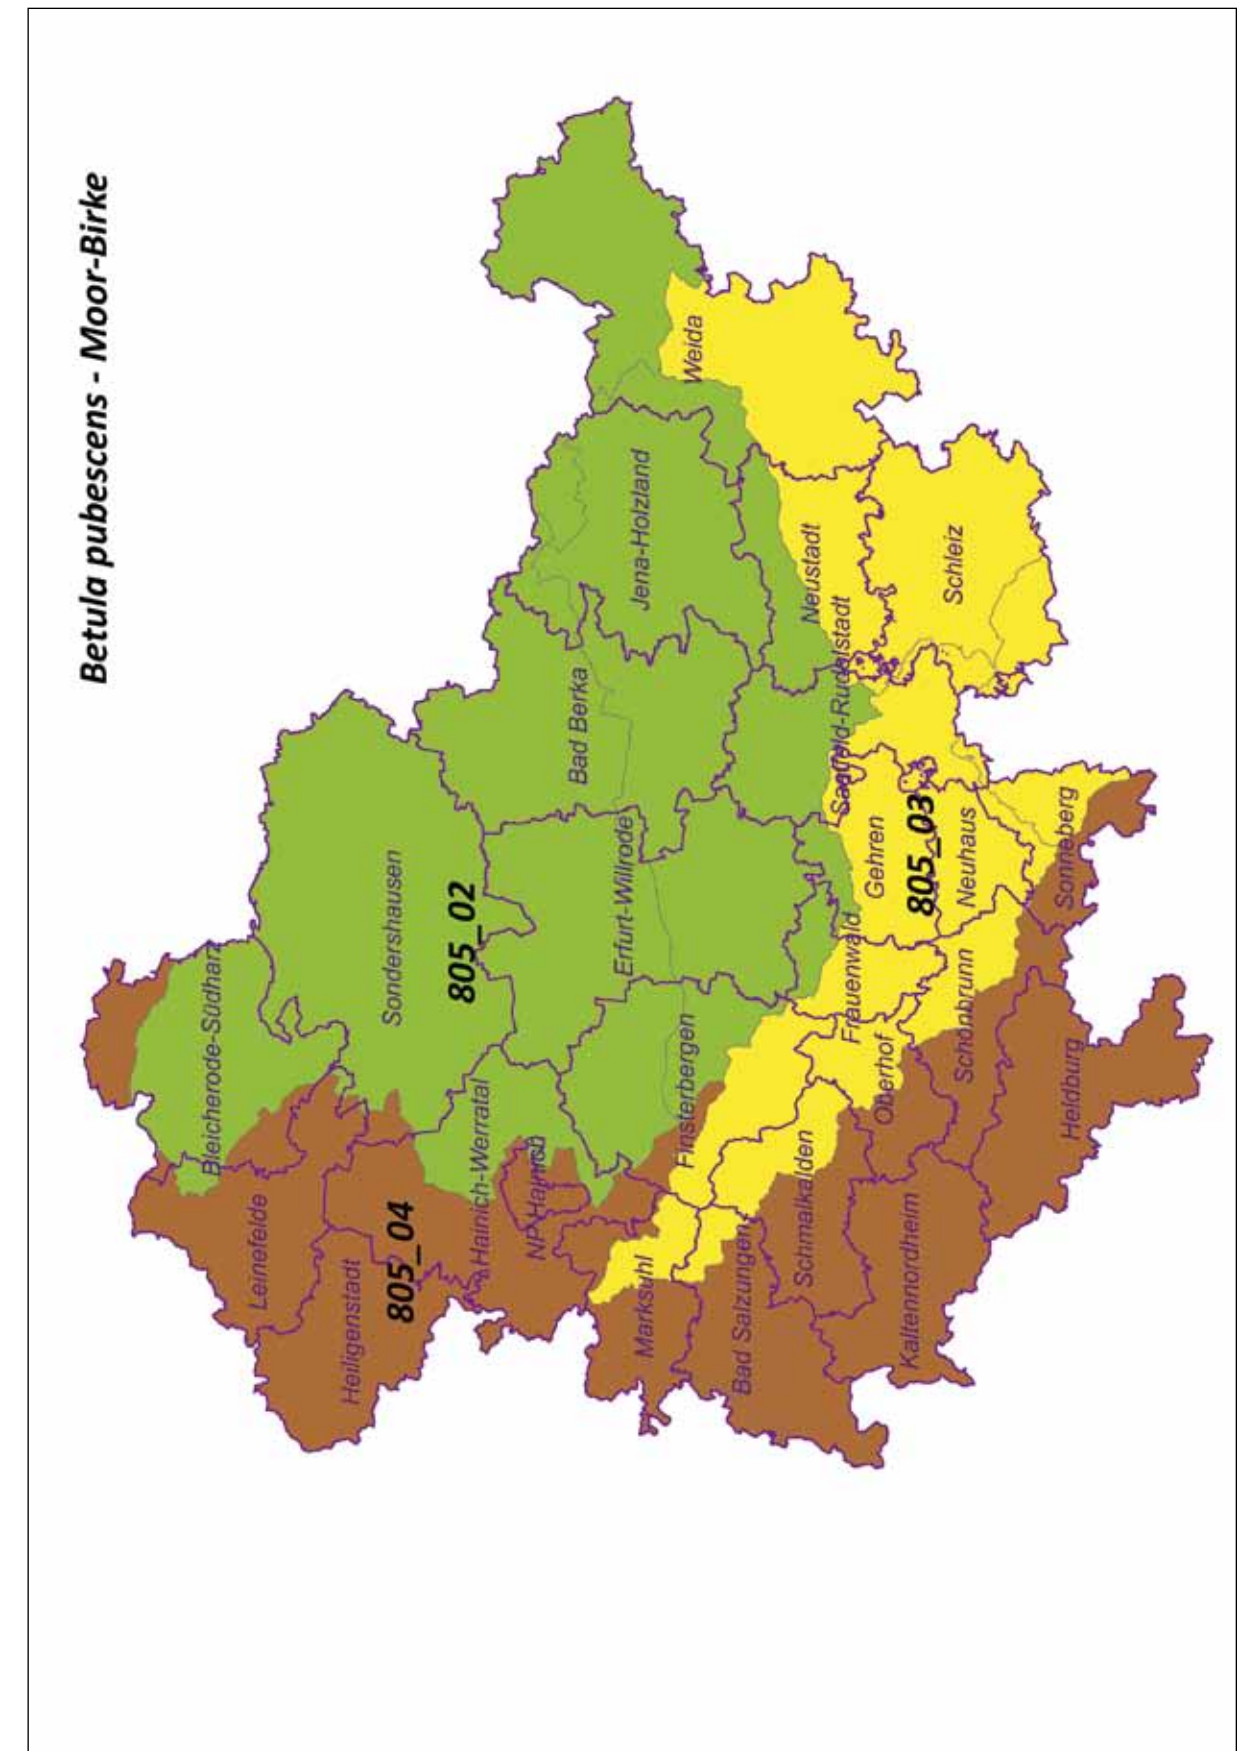 Betula pubescens - Moor-Birke
Bleicherode-Südharz
Leinefelde
Heiligenstadt
805_04
Sondershausen
805_02
Hainich-Werratal
NP Hainich
Bad Berka
Erfurt-Willrode
Jena-Holzland
Weida
Finsterbergen
Marksuhl
Bad Salzungen
Schmalkalden
Neustadt
Saalfeld-Rudolstadt
Frauenwald
Gehren
Oberhof
805_03
Kaltennordheim
Schleiz
Neuhaus
Schönbrunn
Sonneberg
Heldburg